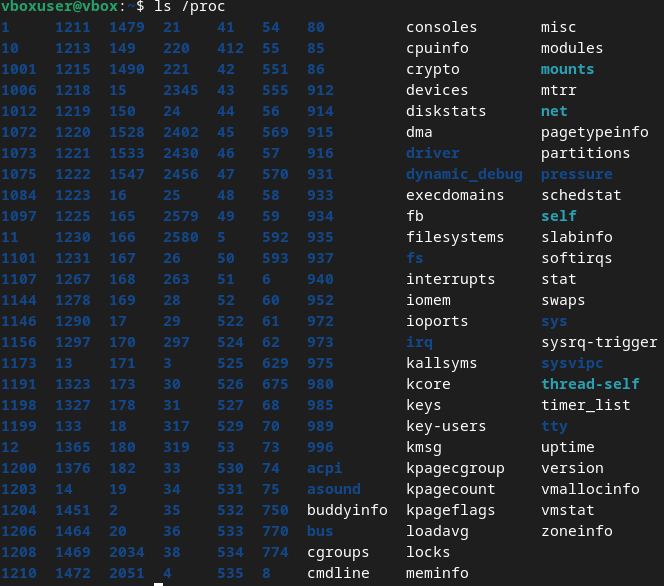 vboxuser@vbox:~$ ls /proc
1 1211 1479 21 41 54 80 consoles misc
10 1213 149 220 412 55 85 cpuinfo modules
1001 1215 1490 221 42 551 86 crypto mounts
1006 1218 15 2345 43 555 912 devices mtrr
1012 1219 150 24 44 56 914 diskstats net
1072 1220 1528 2402 45 569 915 dma pagetypeinfo
1073 1221 1533 2430 46 57 916 driver partitions
1075 1222 1547 2456 47 570 931 dynamic_debug pressure
1084 1223 16 25 48 58 933 execdomains schedstat
1097 1225 165 2579 49 59 934 fb self
11 1230 166 2580 5 592 935 filesystems slabinfo
1101 1231 167 26 50 593 937 fs softirqs
1107 1267 168 263 51 6 940 interrupts stat
1144 1278 169 28 52 60 952 iomem swaps
1146 1290 17 29 522 61 972 ioports sys
1156 1297 170 297 524 62 973 irq sysrq-trigger
1173 13 171 3 525 629 975 kallsyms sysvipc
1191 1323 173 30 526 675 980 kcore thread-self
1198 1327 178 31 527 68 985 keys timer_list
1199 133 18 317 529 70 989 key-users tty
12 1365 180 319 53 73 996 kmsg uptime
1200 1376 182 33 530 74 acpi kpagecgroup version
1203 14 19 34 531 75 asound kpagecount vmallocinfo
1204 1451 2 35 532 750 buddyinfo kpageflags vmstat
1206 1464 20 36 533 770 bus loadavg zoneinfo
1208 1469 2034 38 534 774 cgroups locks
1210 1472 2051 4 535 8 cmdline meminfo